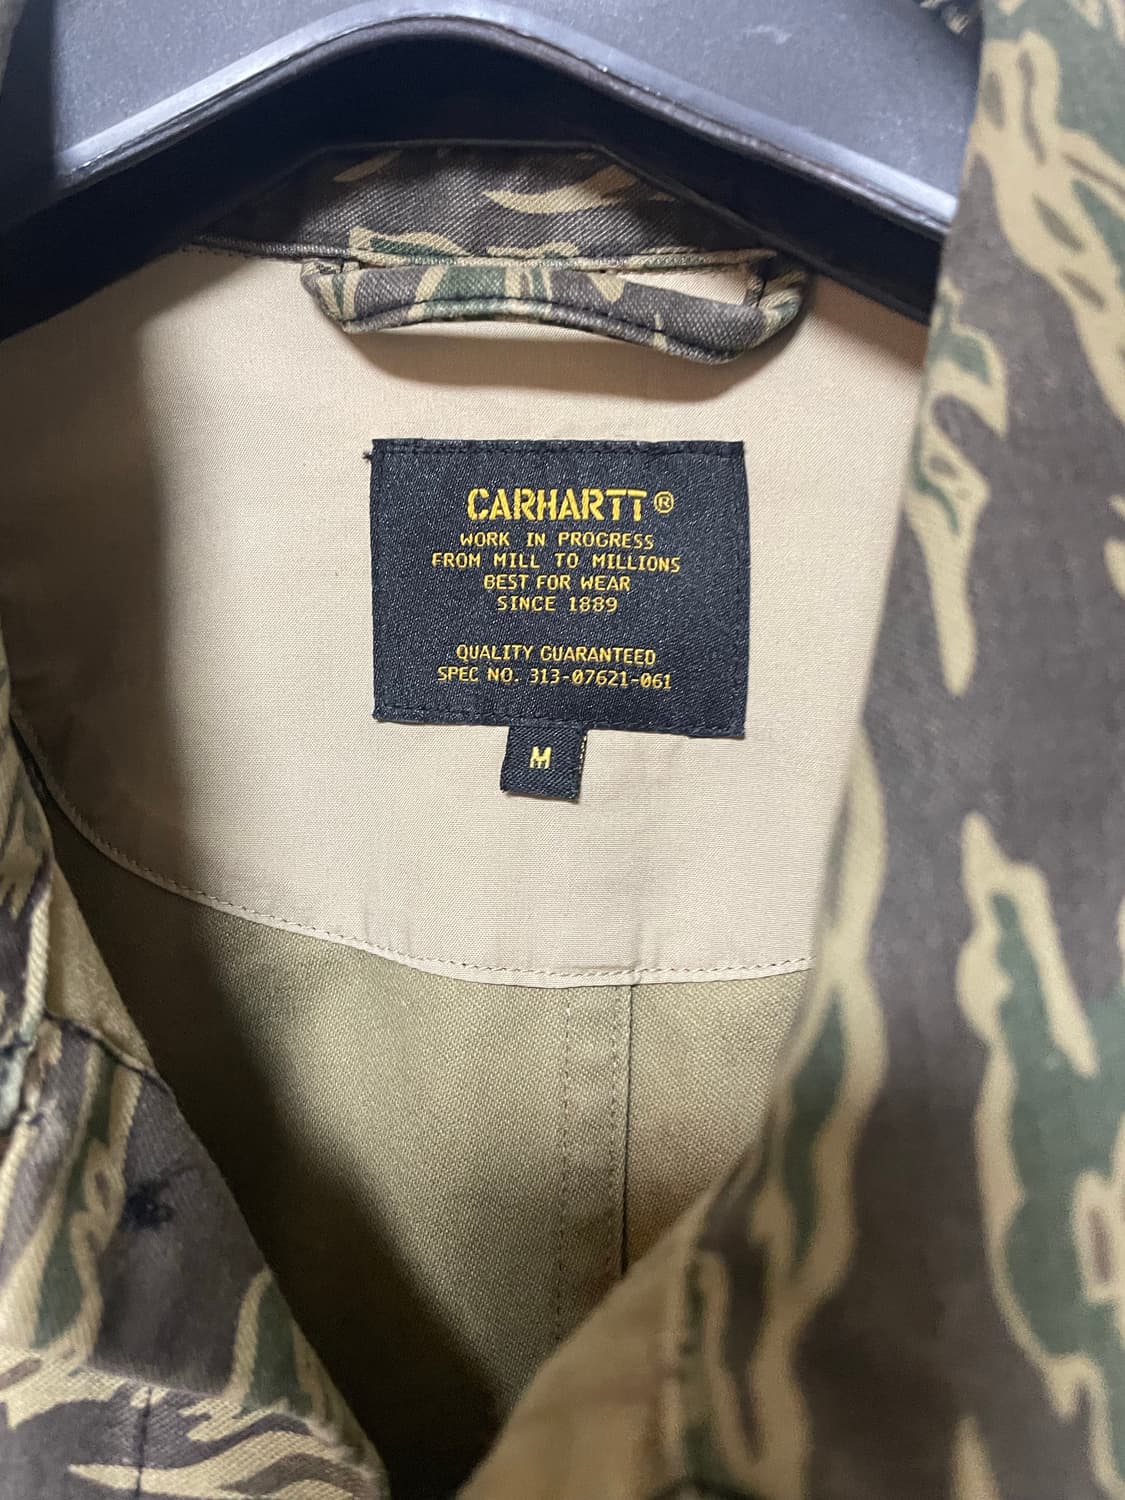 CARHARTT®
WORK IN PROGRESS
FROM MILL TO MILLIONS
BEST FOR WEAR
SINCE 1889
QUALITY GUARANTEED
SPEC NO. 313-07621-061
M